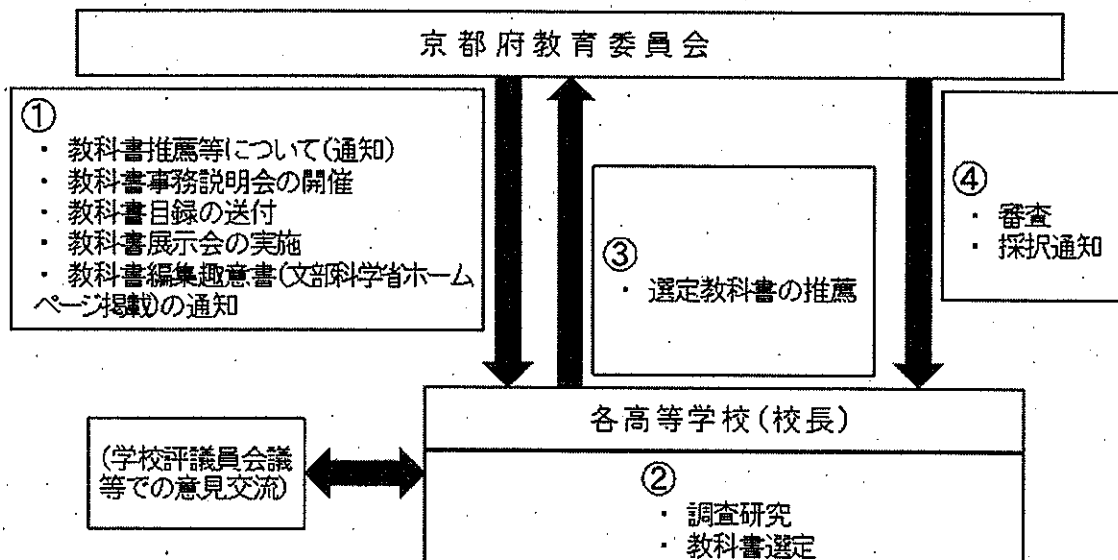 京都府教育委員会
①
・ 教科書推薦等について(通知)
・ 教科書事務説明会の開催
・ 教科書目録の送付
・ 教科書展示会の実施
・ 教科書編集趣意書(文部科学省ホーム
ページ掲載)の通知
③
・ 選定教科書の推薦
④
・ 審査
・ 採択通知
各高等学校(校長)
(学校評議員会議
等での意見交流)
②
・ 調査研究
・ 教科書選定